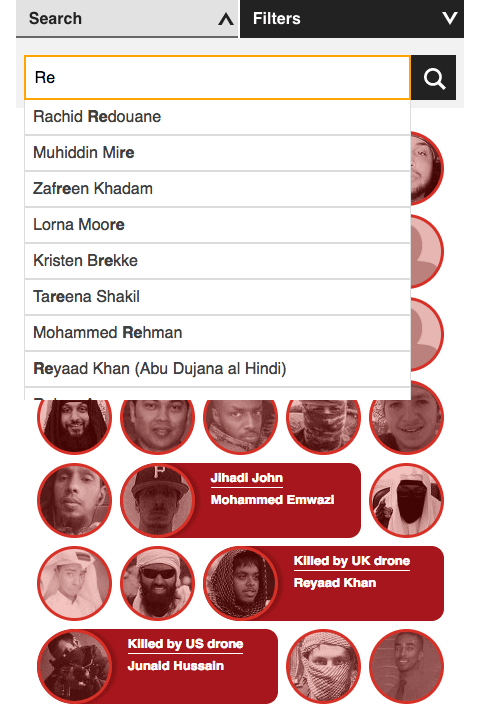 Search
Filters
Re
Rachid Redouane
Muhiddin Mire
Zafreen Khadam
Lorna Moore
Kristen Brekke
Tareena Shakil
Mohammed Rehman
Reyaad Khan (Abu Dujana al Hindi)
Jihadi John
Mohammed Emwazi
Killed by UK drone
Reyaad Khan
Killed by US drone
Junaid Hussain